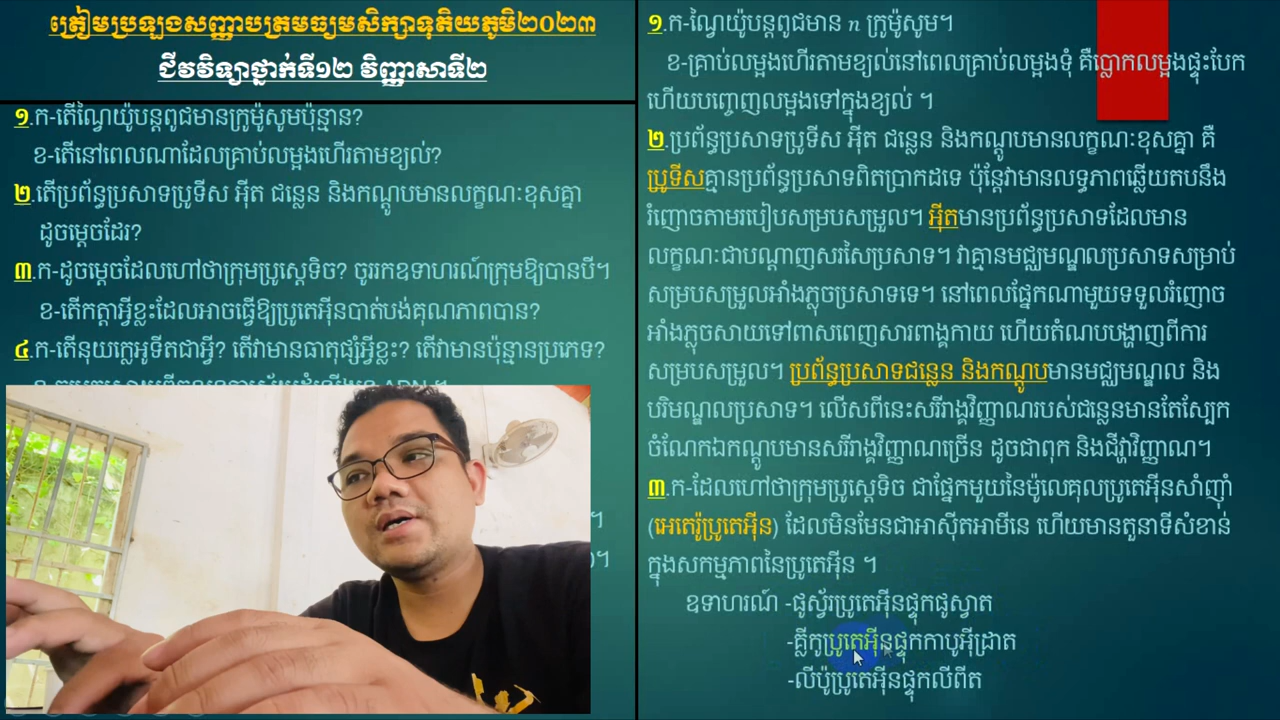 ត្រៀមប្រឡងសញ្ញាបត្រមធ្យមសិក្សាទុតិយភូមិ២០២៣
ជីវវិទ្យាថ្នាក់ទី១២ វិញ្ញាសាទី២
១.ក-តើណ្វៃយ៉ូបន្តពូជមានក្រូម៉ូសូមប៉ុន្មាន?
ខ-តើនៅពេលណាដែលគ្រាប់លម្អងហើរតាមខ្យល់?
២.តើប្រព័ន្ធប្រសាទប្រូទីស អ៊ីត ជន្លេន និងកណ្តូបមានលក្ខណៈខុសគ្នា
ដូចម្តេចដែរ?
៣.ក-ដូចម្តេចដែលហៅថាក្រុមប្រូស្តេទិច? ចូររកឧទាហរណ៍ក្រុមឱ្យបានបី។
ខ-តើកត្តាអ្វីខ្លះដែលអាចធ្វើឱ្យប្រូតេអ៊ីនបាត់បង់គុណភាពបាន?
៤.ក-តើនុយក្លេអូទីតជាអ្វី? តើវាមានធាតុផ្សំអ្វីខ្លះ? តើវាមានប៉ុន្មានប្រភេទ?
១.ក-ណ្វៃយ៉ូបន្តពូជមាន n ក្រូម៉ូសូម។
ខ-គ្រាប់លម្អងហើរតាមខ្យល់នៅពេលគ្រាប់លម្អងទុំ គឺថ្លោកលម្អងផ្ទុះបែក
ហើយបញ្ចេញលម្អងទៅក្នុងខ្យល់ ។
២.ប្រព័ន្ធប្រសាទប្រូទីស អ៊ីត ជន្លេន និងកណ្តូបមានលក្ខណៈខុសគ្នា គឺ
ប្រូទីសគ្មានប្រព័ន្ធប្រសាទពិតប្រាកដទេ ប៉ុន្តែវាមានលទ្ធភាពឆ្លើយតបនឹង
រំញោចតាមរបៀបសម្របសម្រួល។ អ៊ីតមានប្រព័ន្ធប្រសាទដែលមាន
លក្ខណៈជាបណ្តាញសរសៃប្រសាទ។ វាគ្មានមជ្ឈមណ្ឌលប្រសាទសម្រាប់
សម្របសម្រួលអាំងភ្លុចប្រសាទទេ។ នៅពេលផ្នែកណាមួយទទួលរំញោច
អាំងភ្លុចសាយទៅពាសពេញសារពាង្គកាយ ហើយតំណបបង្ហាញពីការ
សម្របសម្រួល។ ប្រព័ន្ធប្រសាទជន្លេន និងកណ្តូបមានមជ្ឈមណ្ឌល និង
បរិមណ្ឌលប្រសាទ។ លើសពីនេះសរីរាង្គវិញ្ញាណរបស់ជន្លេនមានតែស្បែក
ចំណែកឯកណ្តូបមានសរីរាង្គវិញ្ញាណច្រើន ដូចជាពុក និងជីវ្ហាវិញ្ញាណ។
៣.ក-ដែលហៅថាក្រុមប្រូស្តេទិច ជាផ្នែកមួយនៃម៉ូលេគុលប្រូតេអ៊ីនសាំញ៉ាំ
(អេតេរ៉ូប្រូតេអ៊ីន) ដែលមិនមែនជាអាស៊ីតអាមីនេ ហើយមានតួនាទីសំខាន់
ក្នុងសកម្មភាពនៃប្រូតេអ៊ីន ។
ឧទាហរណ៍ -ផូស្វ័រប្រូតេអ៊ីនផ្ទុកផូស្វាត
-គ្លីកូប្រូតេអ៊ីនផ្ទុកកាបូអ៊ីដ្រាត
-លីប៉ូប្រូតេអ៊ីនផ្ទុកលីពីត